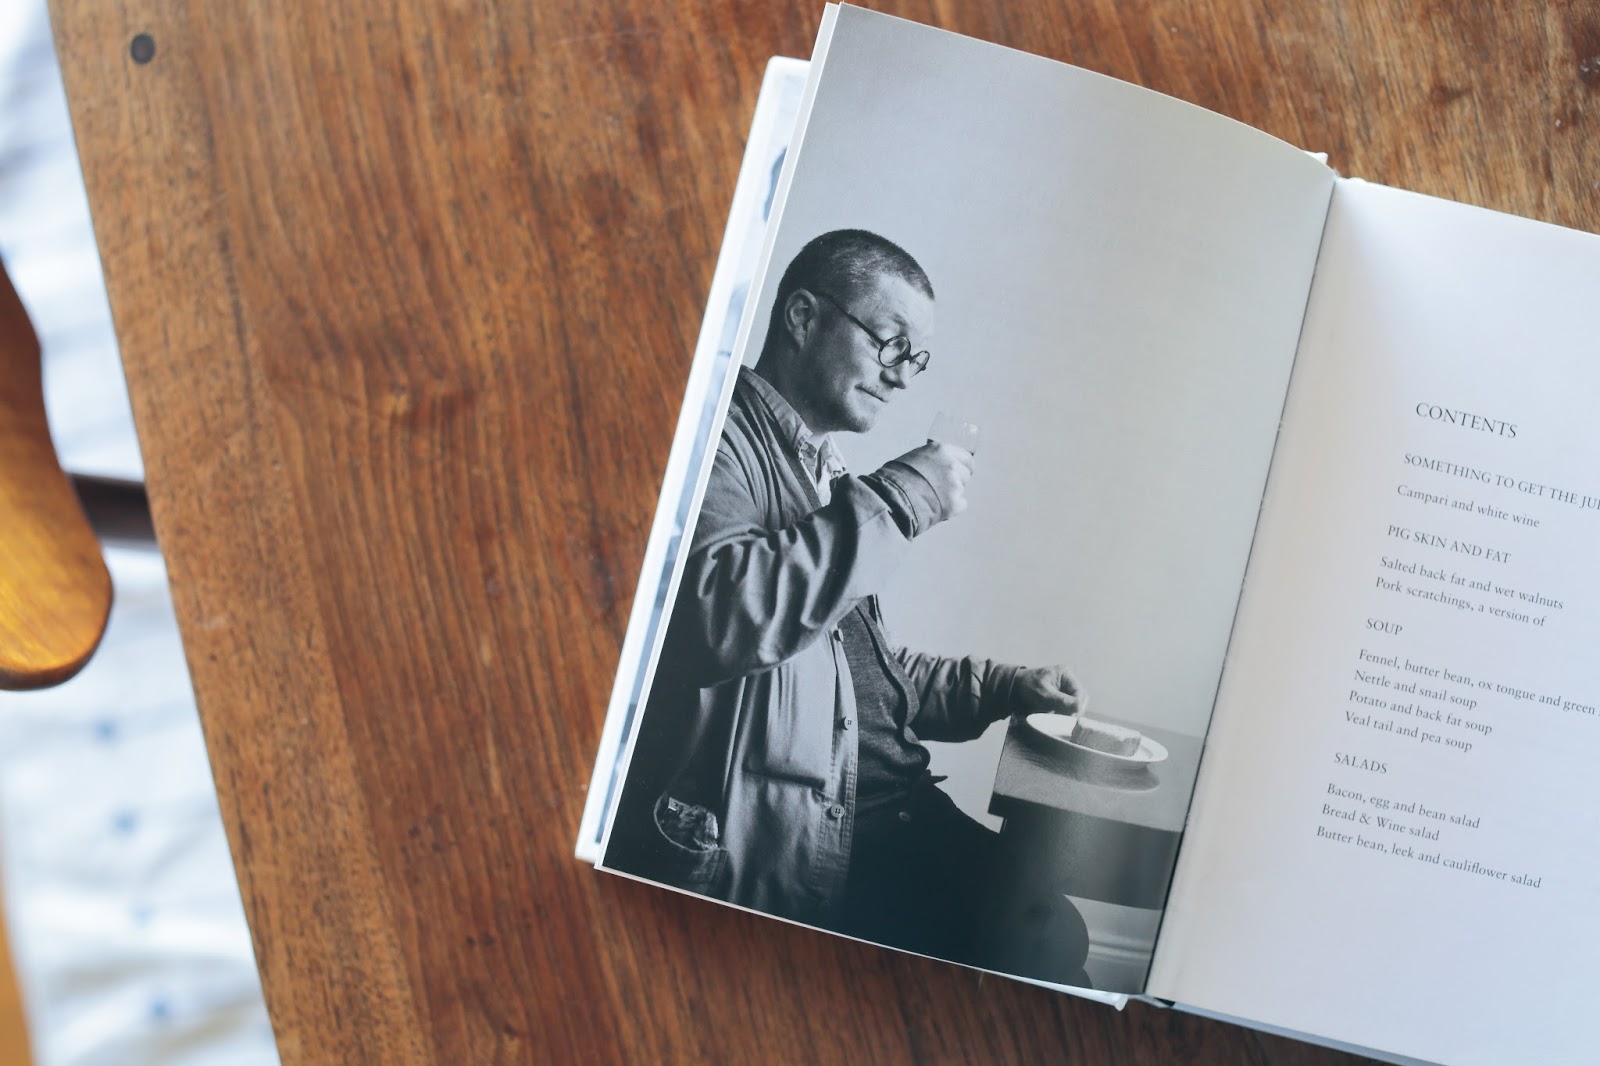 CONTENTS
SOMETHING TO GET THE
Campari and white wine
PIG SKIN AND FAT
Salted back fat and wet walnuts
Pork scratchings, a version of
SOUP
Fennel, butter bean, ox tongue and green
Nettle and snail soup
Potato and back fat soup
Veal tail and pea soup
SALADS
Bacon, egg and bean salad
Bread & Wine salad
Butter bean, leek and cauliflower salad